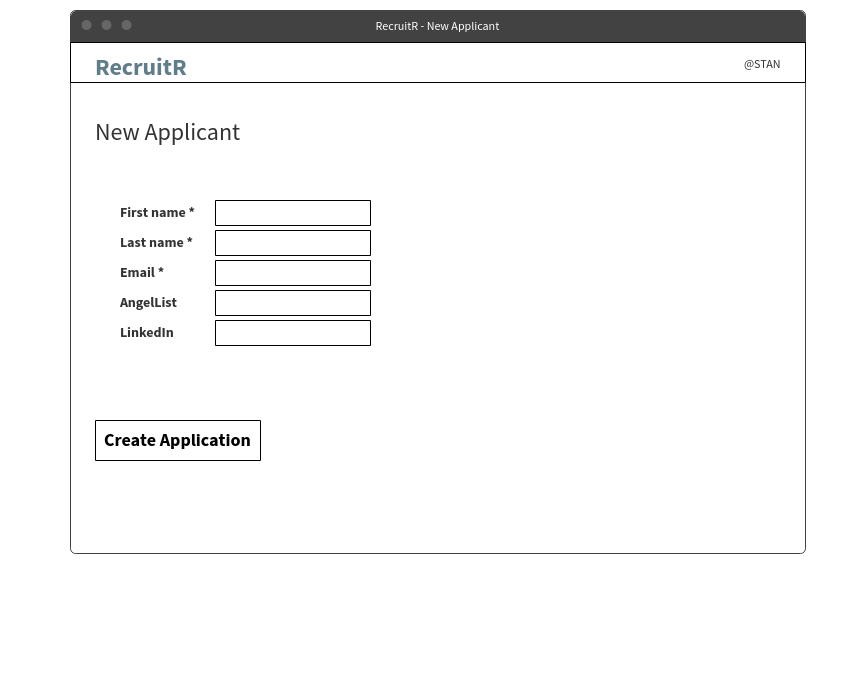 RecruitR - New Applicant
RecruitR
@STAN
New Applicant
First name *
Last name *
Email *
AngelList
LinkedIn
Create Application